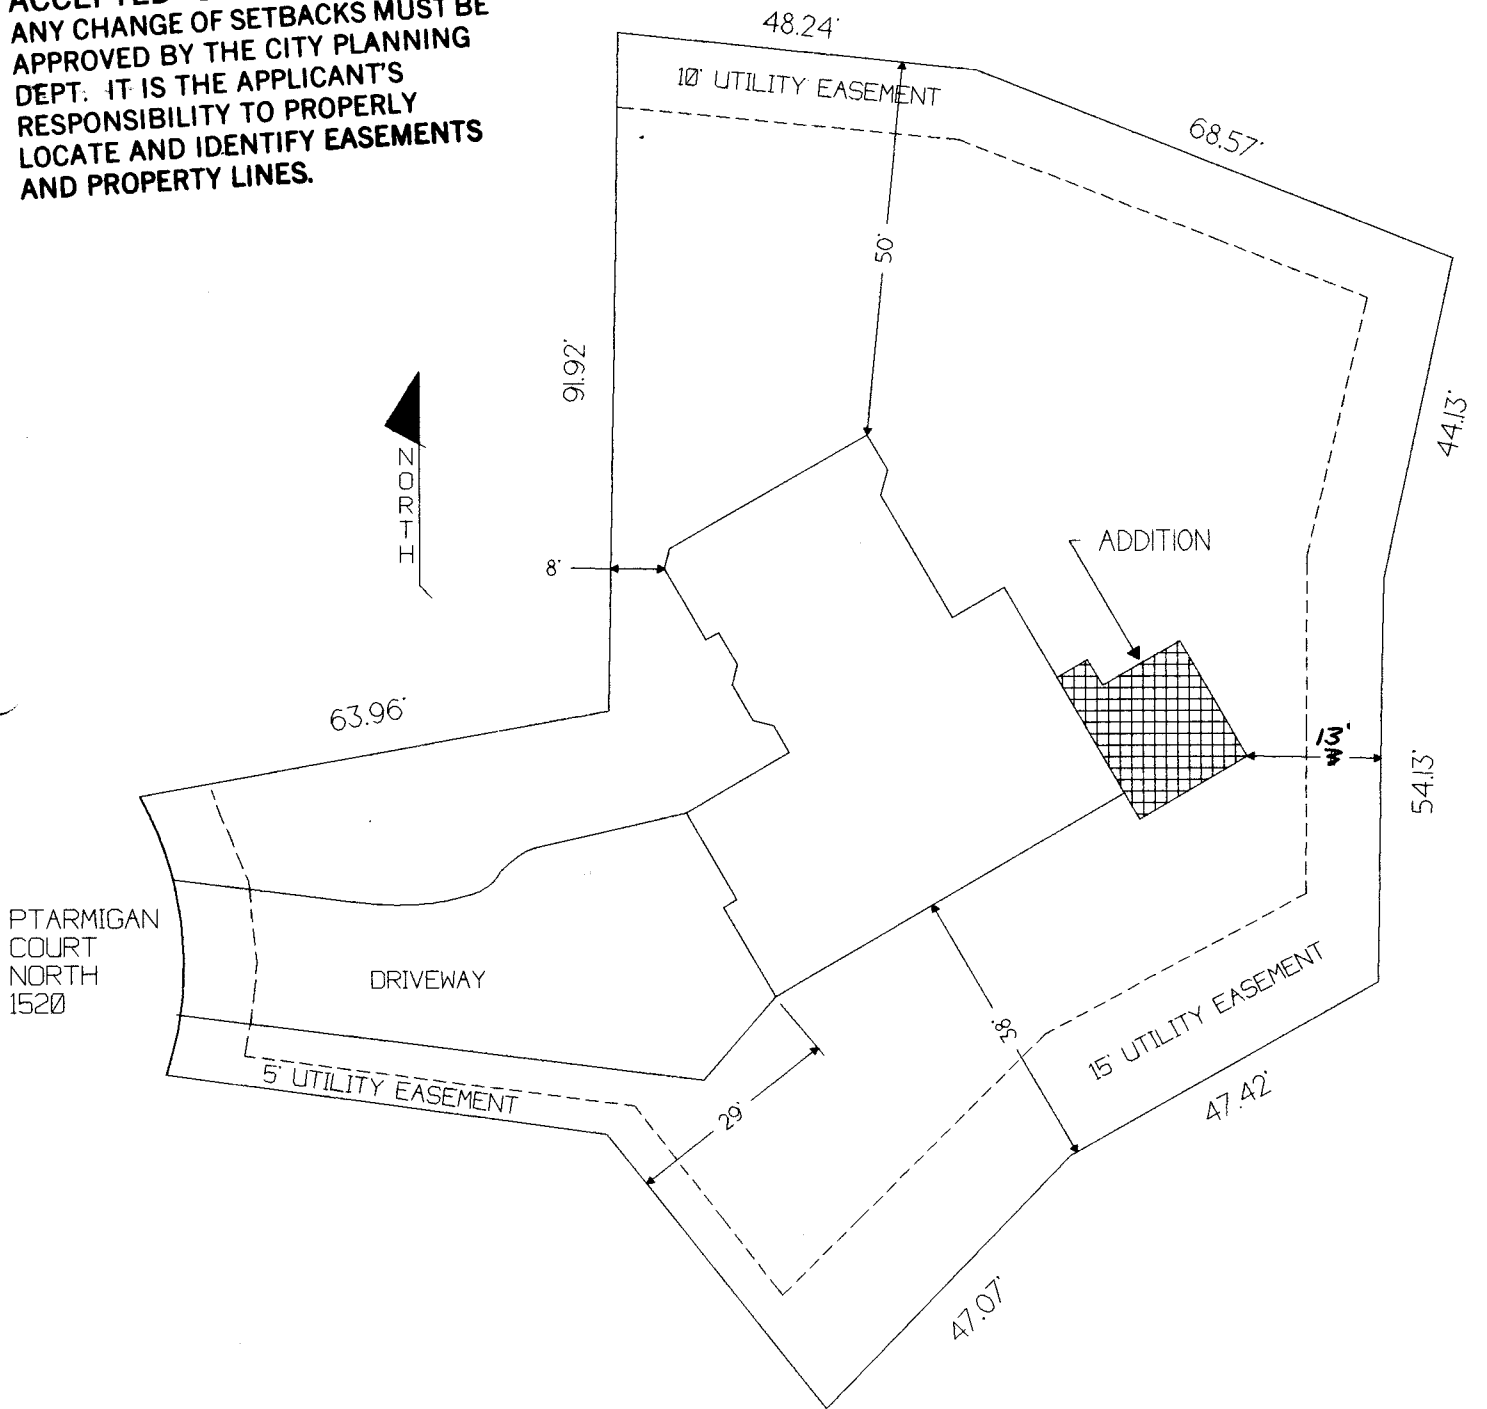 ANY CHANGE OF SETBACKS MUST BE
APPROVED BY THE CITY PLANNING
DEPT. IT IS THE APPLICANT'S
RESPONSIBILITY TO PROPERLY
LOCATE AND IDENTIFY EASEMENTS
AND PROPERTY LINES.
48.24'
10' UTILITY EASEMENT
68.57'
50'
91.92'
44.13'
NORTH
ADDITION
8'
63.96'
13'
54.13'
PTARMIGAN
COURT
NORTH
1520
DRIVEWAY
38'
15' UTILITY EASEMENT
5' UTILITY EASEMENT
29'
47.42'
47.07'